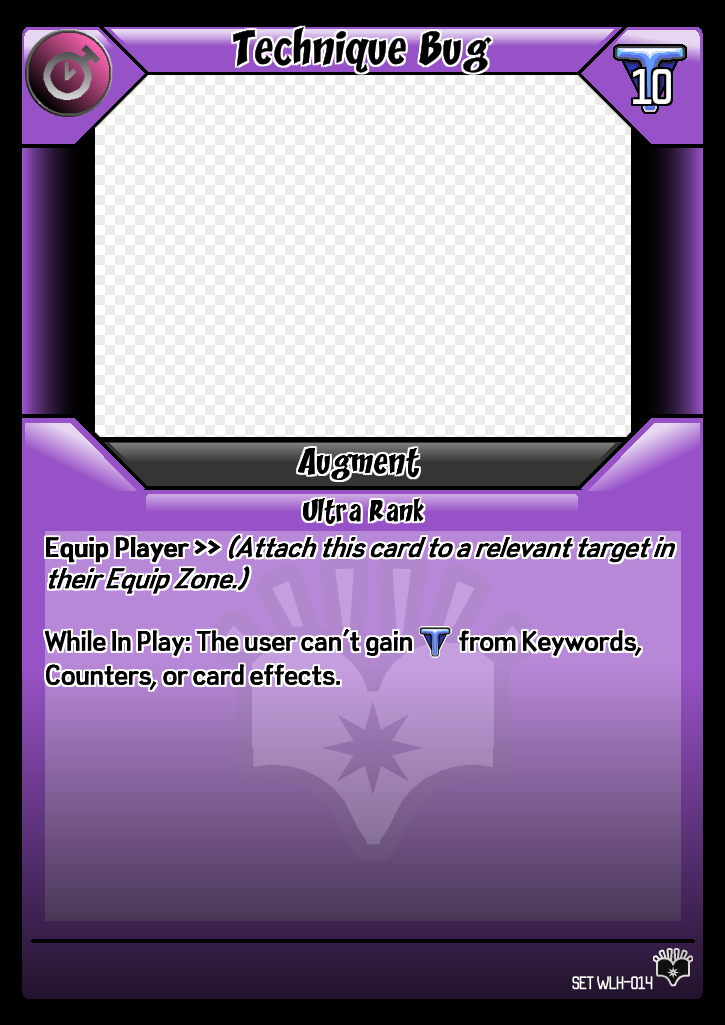 Technique Bug
10
Augment
Ultra Rank
Equip Player >> (Attach this card to a relevant target in
their Equip Zone.)
While In Play: The user can't gain T from Keywords,
Counters, or card effects.
SET WLH-014